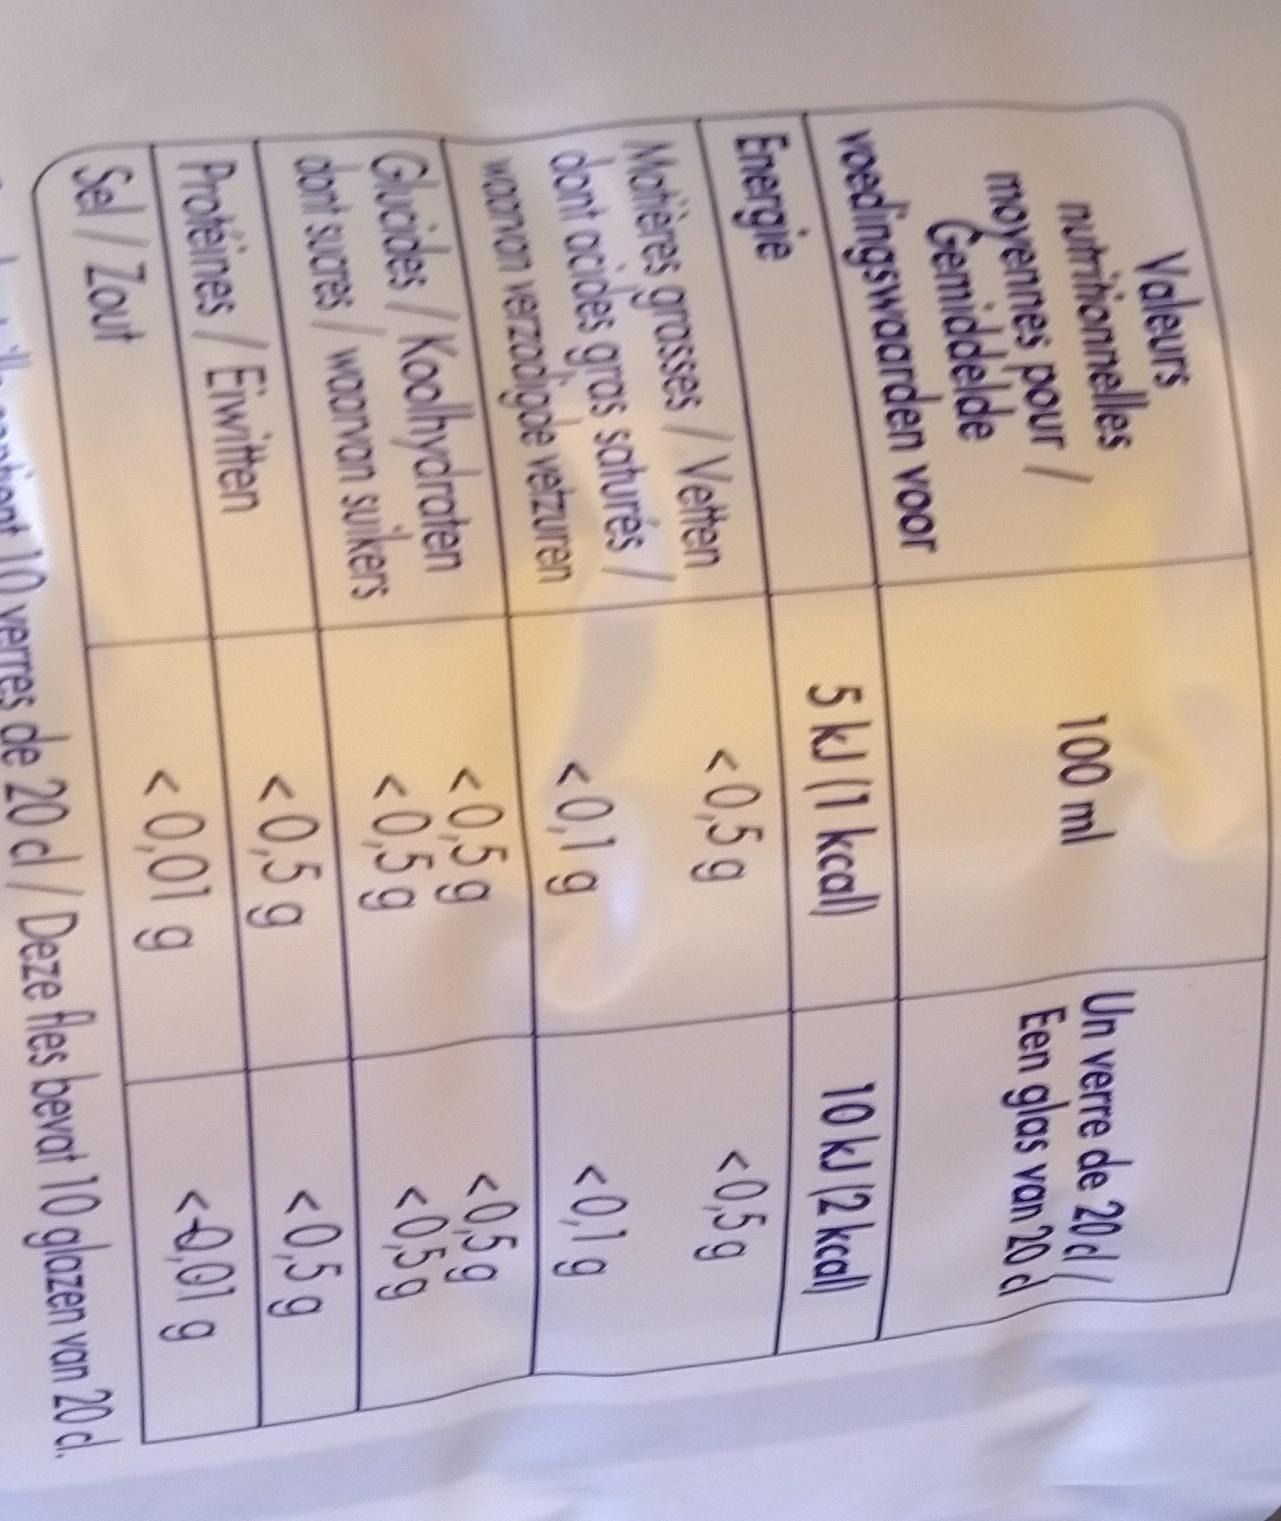 Valeurs
nutritionnelles
moyennes pour /
Gemiddelde
voedingswaarden voor
100 ml
Un verre de 20 cl /
Een glas van 20 cl
Energie
5 kJ (1 kcal)
10 kJ (2 kcal)
Matières grasses / Vetten
<0,5 g
<0,5 g
dont acides gras saturés /
waarvan verzadigde vetzuren
<0,1 g
<0,1 g
Glucides / Koolhydraten
<0,5 g
<0,5 g
dont sucres / waarvan suikers
<0,5 g
<0,5 g
Protéines / Eiwitten
<0,5 g
<0,5 g
Sel / Zout
<0,01 g
<0,01 g
contient 10 verres de 20 cl / Deze fles bevat 10 glazen van 20 cl.